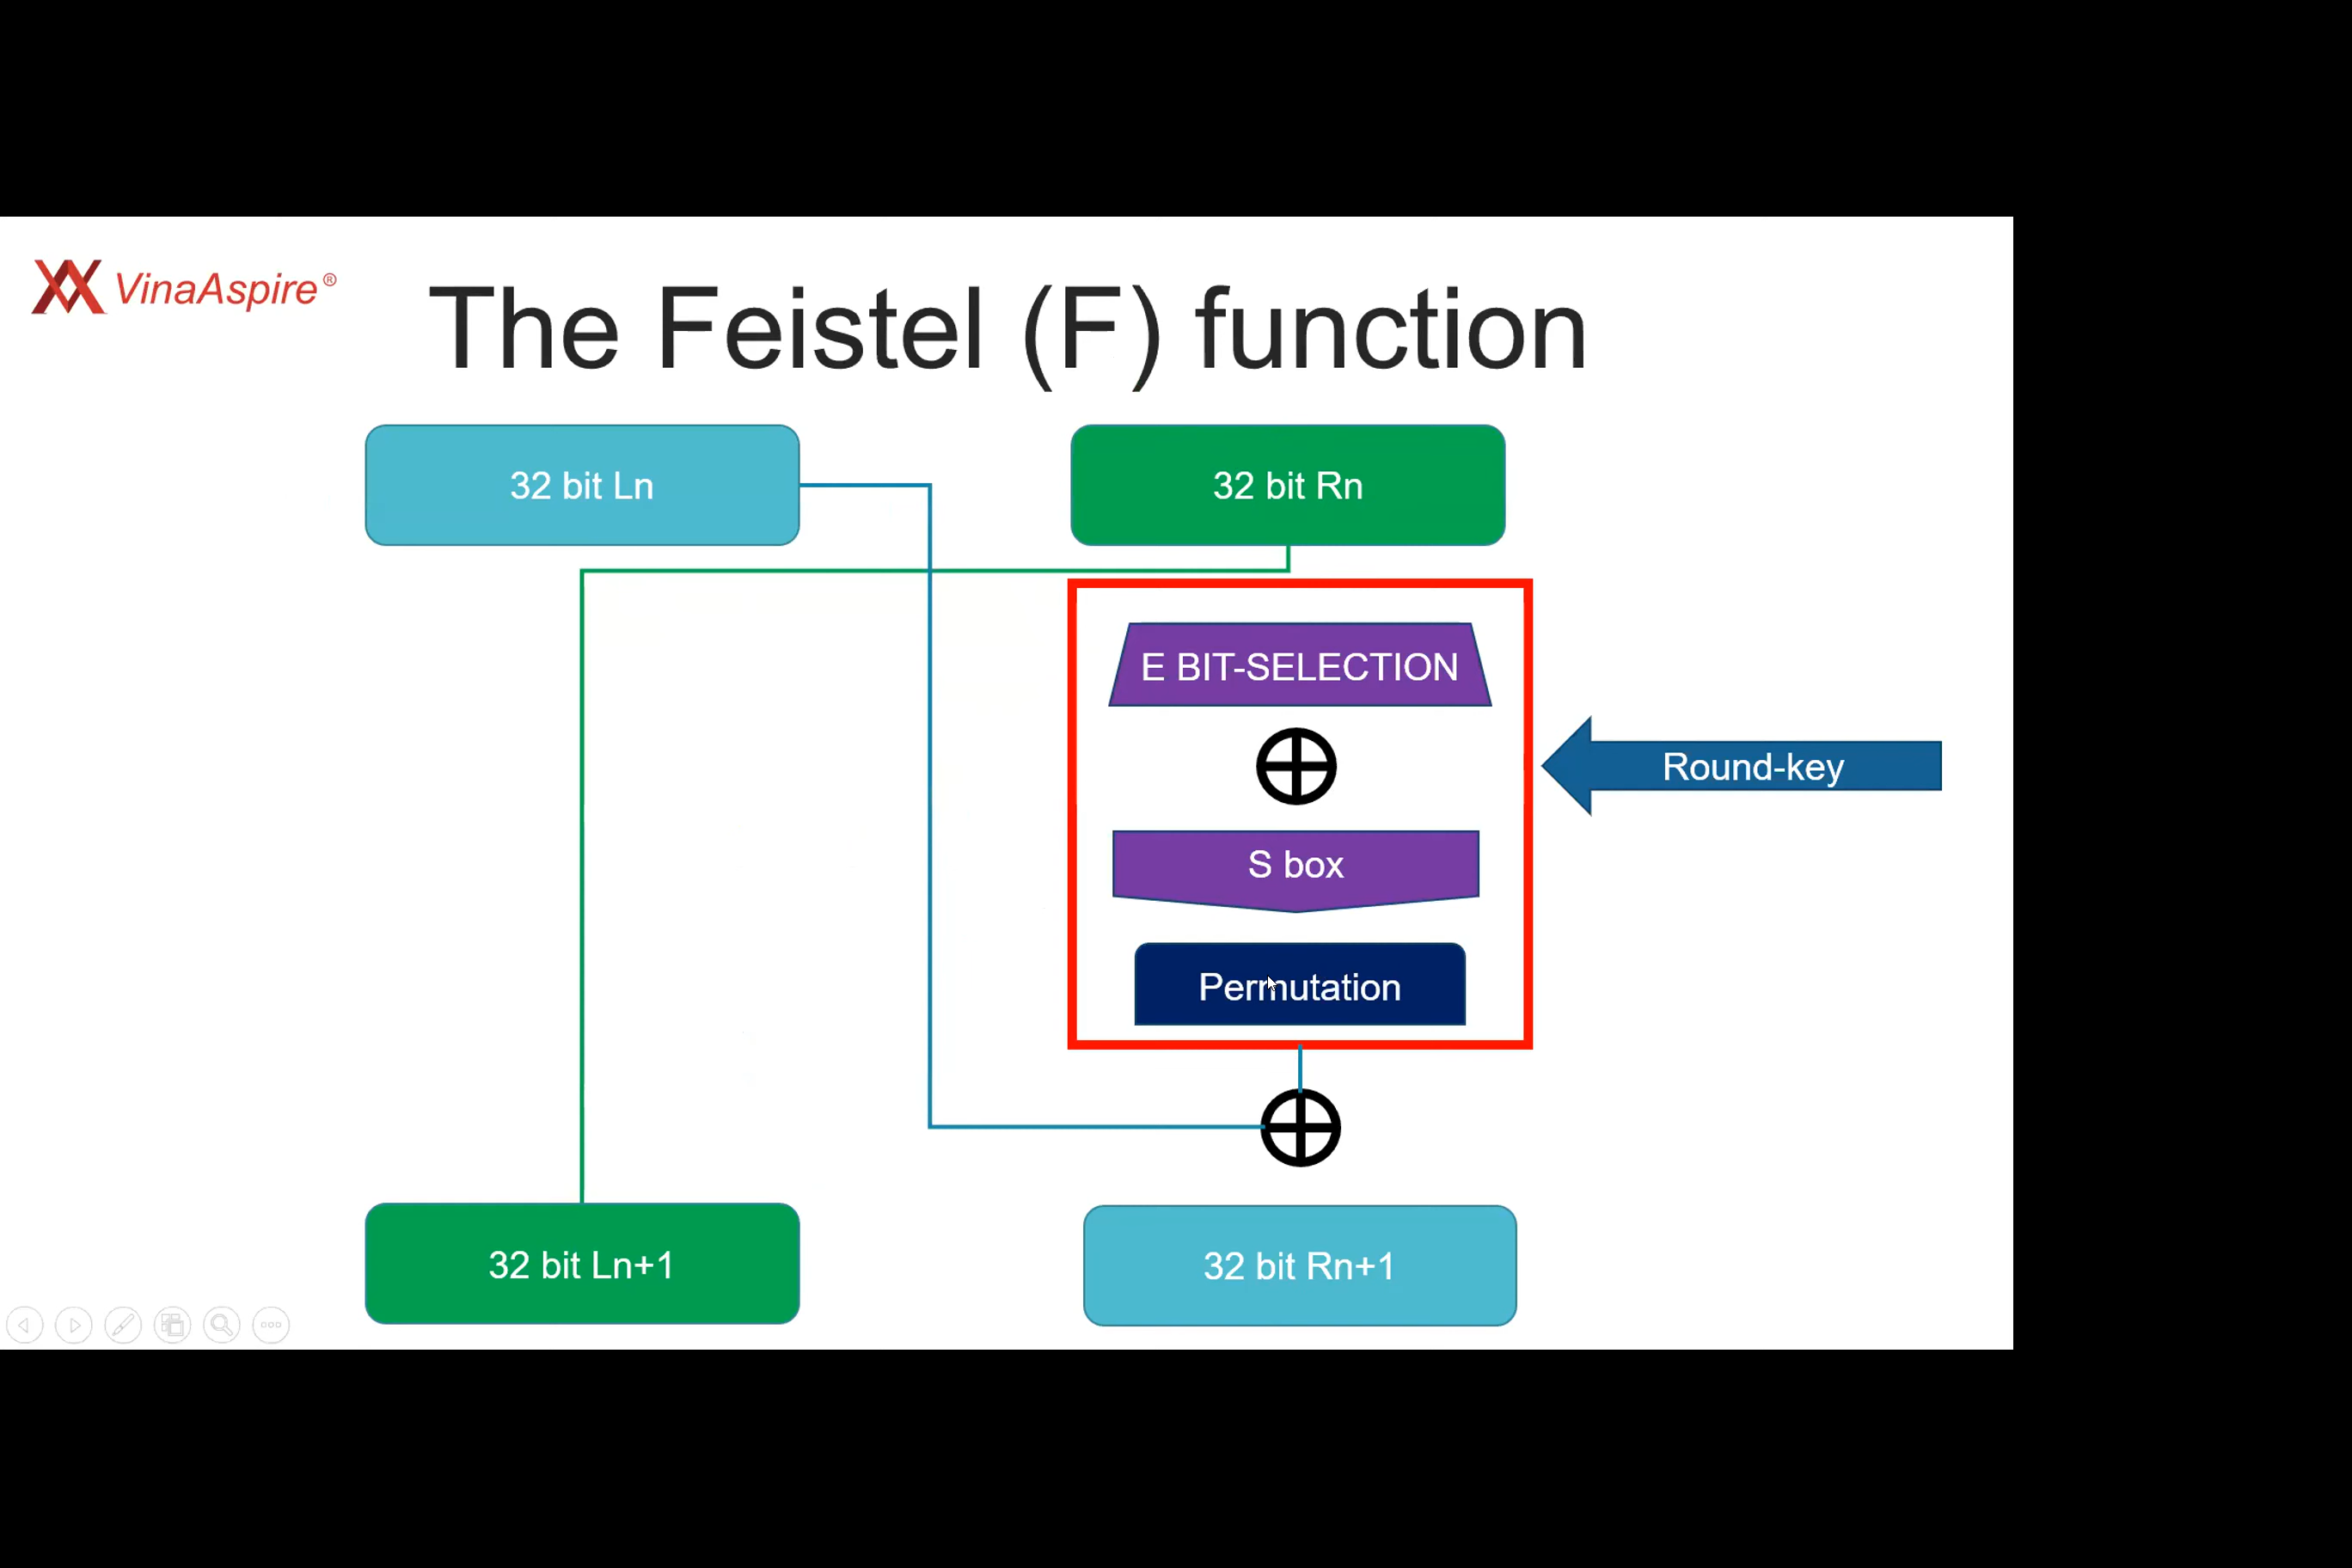 VinaAspire®
The Feistel (F) function
32 bit Ln
32 bit Rn
E BIT-SELECTION
Round-key
S box
Permutation
32 bit Ln+1
32 bit Rn+1